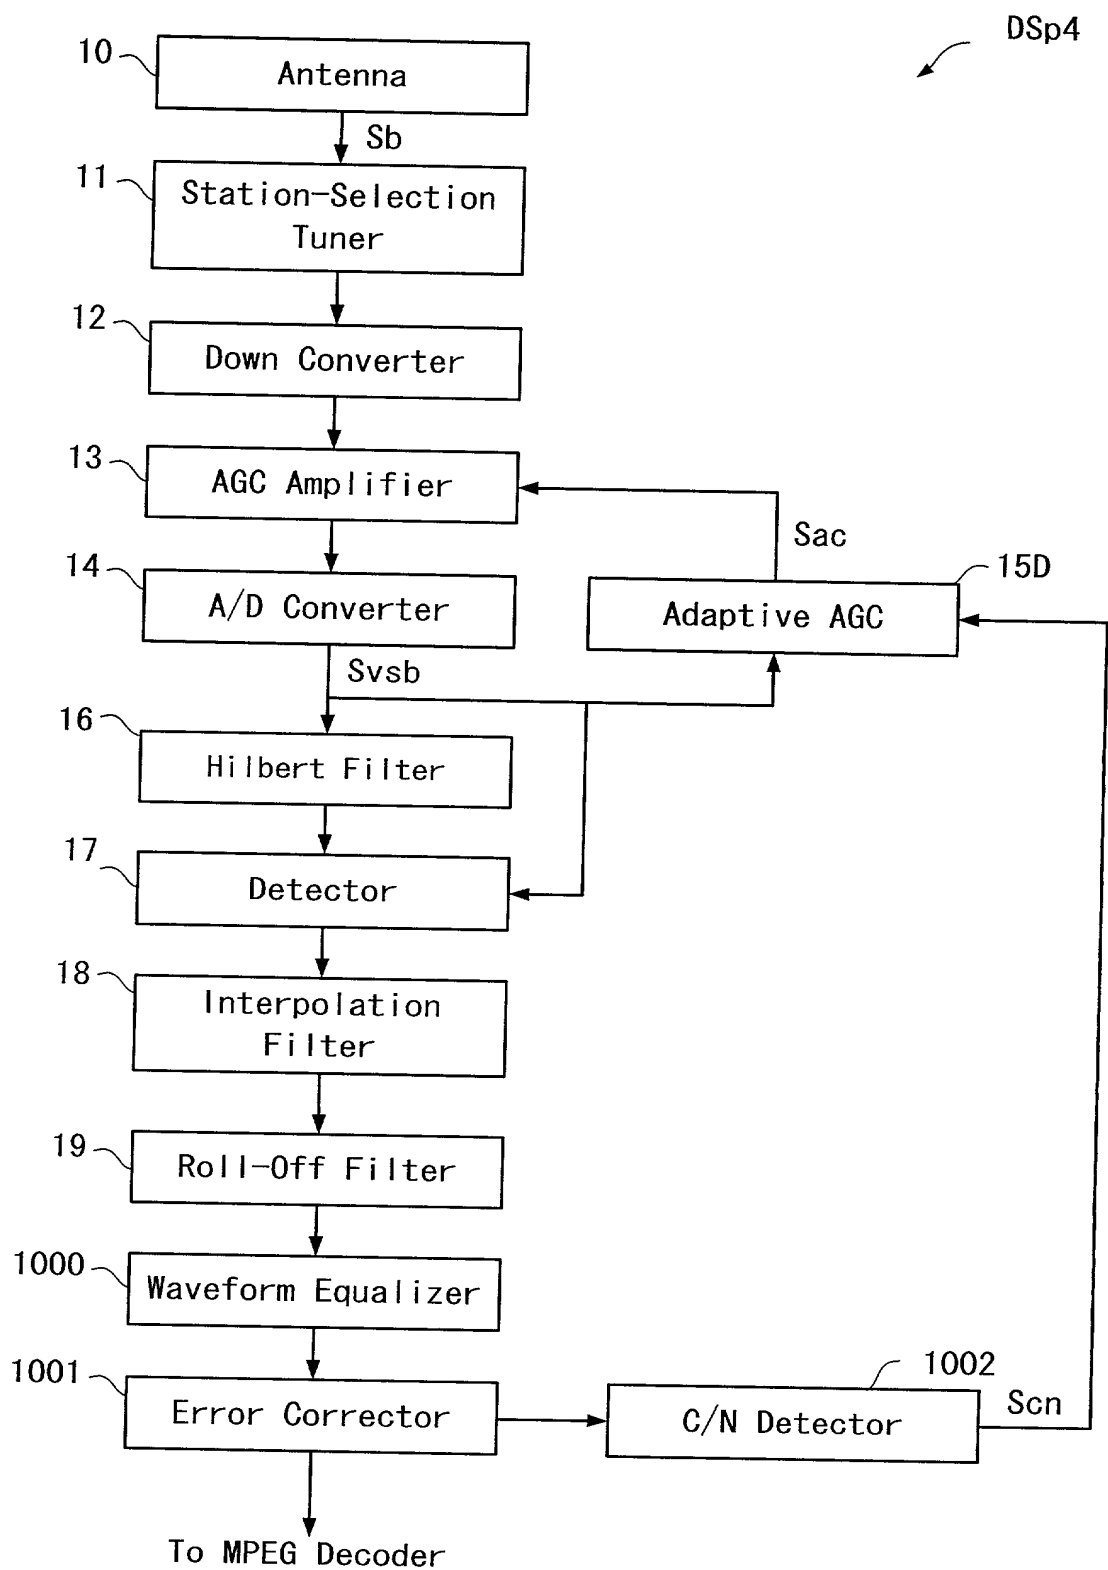 DSp4
10
Antenna
Sb
11
Station-Selection
Tuner
12
Down Converter
13
AGC Amplifier
Sac
14
A/D Converter
15D
Adaptive AGC
Svsb
16
Hilbert Filter
17
Detector
18
Interpolation
Filter
19
Roll-Off Filter
1000
Waveform Equalizer
1001
Error Corrector
1002
C/N Detector
Scn
To MPEG Decoder